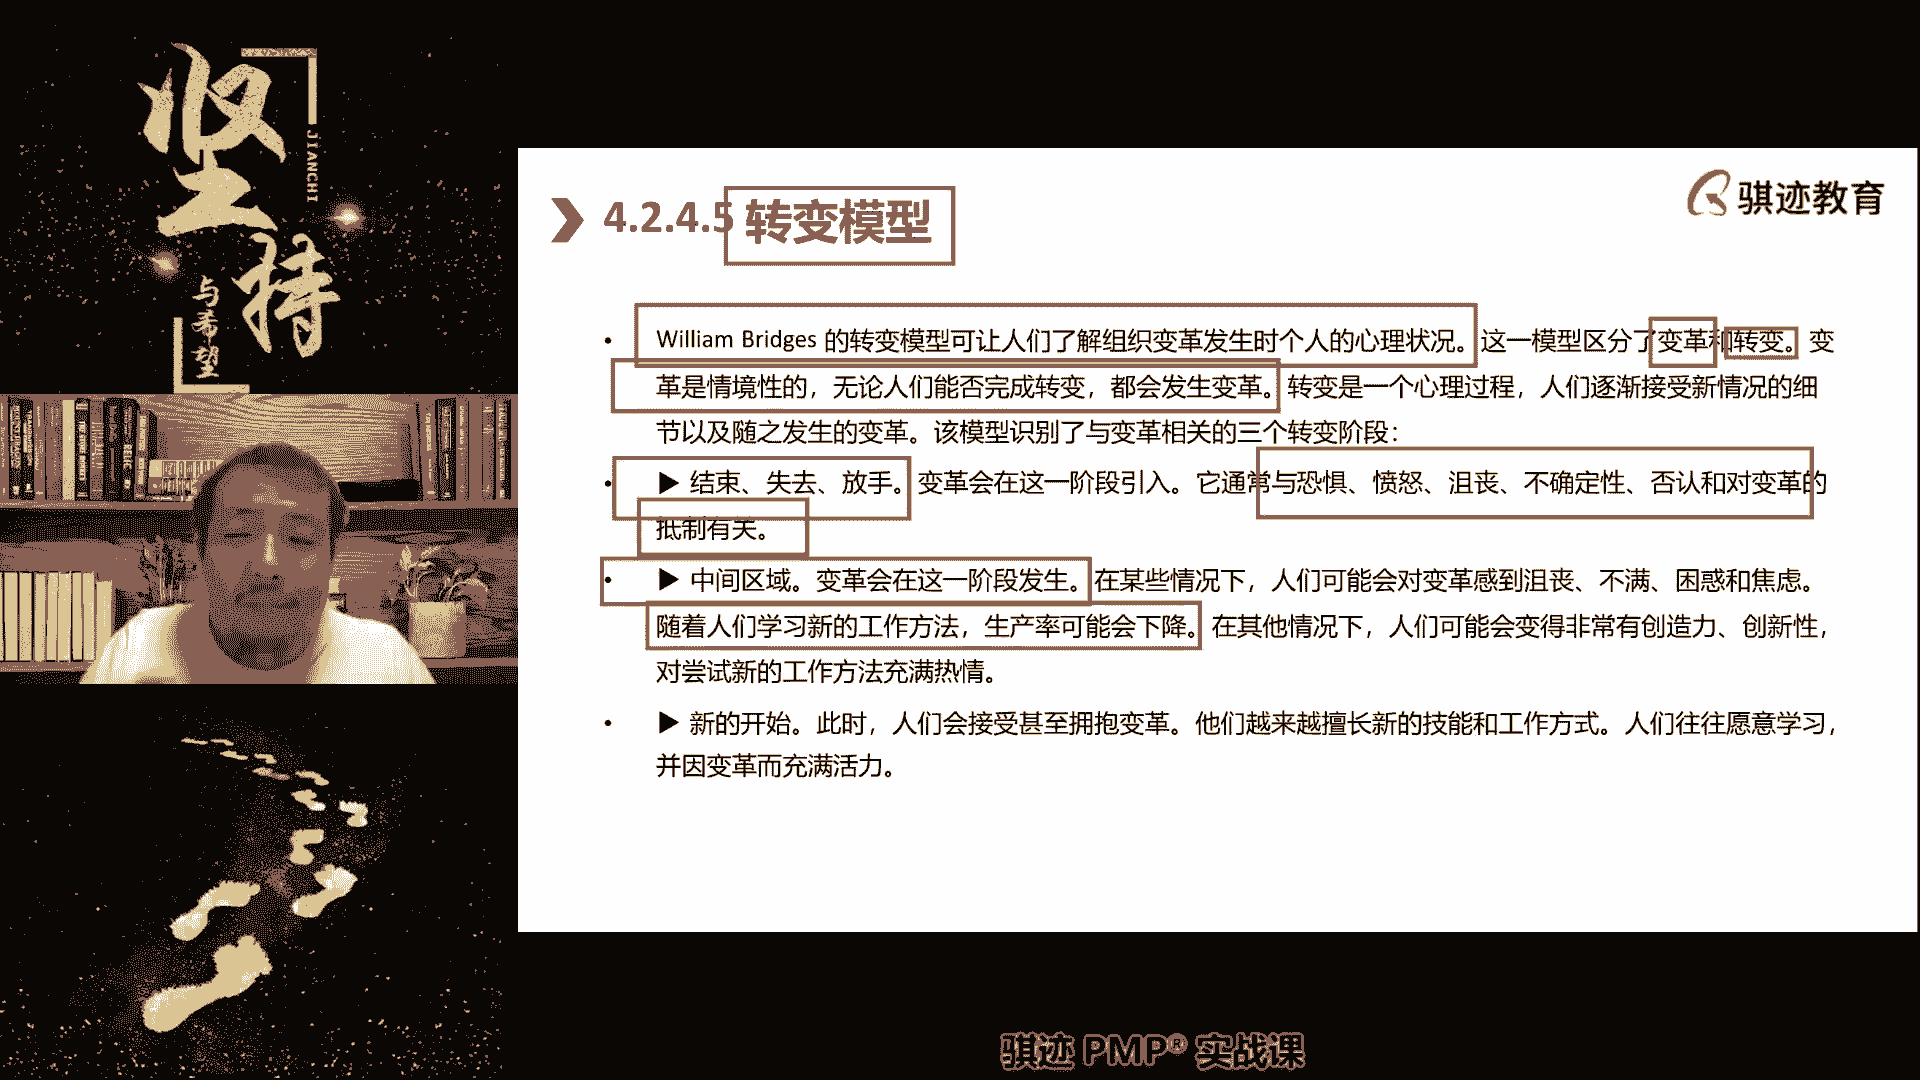 坚持
JIANCHI
与希望
骐迹教育
4.2.4.5 转变模型
• William Bridges 的转变模型可让人们了解组织变革发生时个人的心理状况。这一模型区分了变革和转变。变
革是情境性的，无论人们能否完成转变，都会发生变革。转变是一个心理过程，人们逐渐接受新情况的细
节以及随之发生的变革。该模型识别了与变革相关的三个转变阶段：
• ▶ 结束、失去、放手。变革会在这一阶段引入。它通常与恐惧、愤怒、沮丧、不确定性、否认和对变革的
抵制有关。
• ▶ 中间区域。变革会在这一阶段发生。在某些情况下，人们可能会对变革感到沮丧、不满、困惑和焦虑。
随着人们学习新的工作方法，生产率可能会下降。在其他情况下，人们可能会变得非常有创造力、创新性，
对尝试新的工作方法充满热情。
• ▶ 新的开始。此时，人们会接受甚至拥抱变革。他们越来越擅长新的技能和工作方式。人们往往愿意学习，
并因变革而充满活力。
骐迹 PMP® 实战课